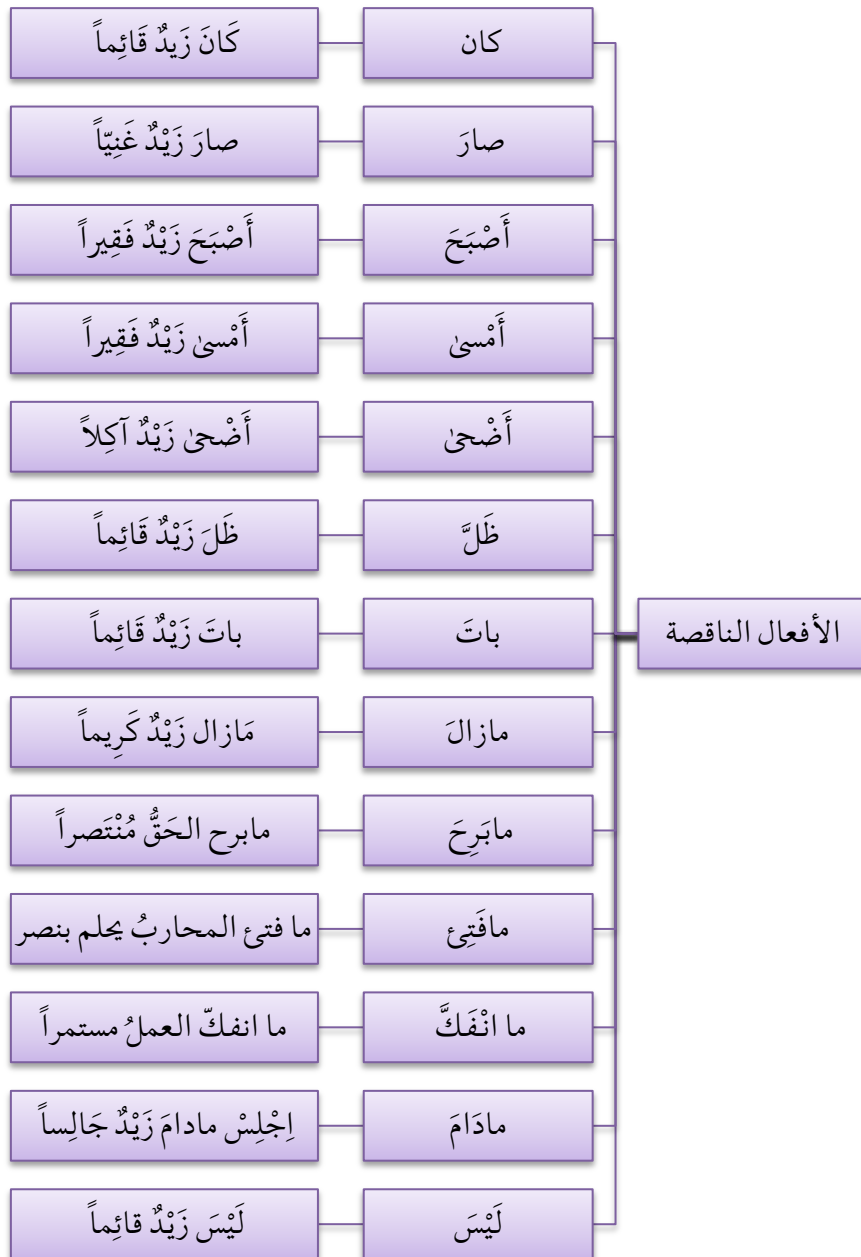 الأفعال الناقصة
كان
كَانَ زَيدٌ قَائِماً
صارَ
صارَ زَيْدٌ غَنِيّاً
أَصْبَحَ
أَصْبَحَ زَيْدٌ فَقِيراً
أَمْسىٰ
أَمْسىٰ زَيْدٌ فَقِيراً
أَضْحىٰ
أَضْحىٰ زَيْدٌ آكِلاً
ظَلَّ
ظَلَ زَيْدٌ قَائِماً
باتَ
باتَ زَيْدٌ قَائِماً
مازالَ
مَازال زَيْدٌ كَرِيماً
مابَرِحَ
مابرح الحَقُّ مُنْتَصراً
مافَتِئ
ما فتئ المحاربُ يحلم بنصر
ما انْفَكَّ
ما انفكّ العملُ مستمراً
مادَامَ
اِجْلِسْ مادامَ زَيْدٌ جَالِساً
لَيْسَ
لَيْسَ زَيْدٌ قائِماً